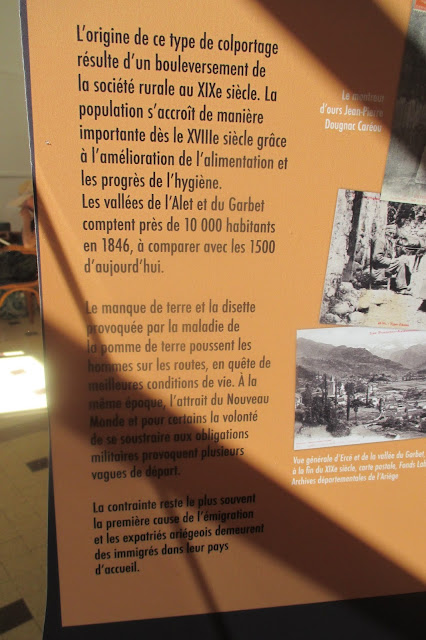 L'origine de ce type de colportage
résulte d'un bouleversement de
la société rurale au XIXe siècle. La
population s'accroît de manière
importante dès le XVIIIe siècle grâce
à l'amélioration de l'alimentation et
les progrès de l'hygiène.
Les vallées de l'Alet et du Garbet
comptent près de 10 000 habitants
en 1846, à comparer avec les 1500
d'aujourd'hui.
Le manque de terre et la disette
provoquée par la maladie de
la pomme de terre poussent les
hommes sur les routes, en quête de
meilleures conditions de vie. À la
même époque, l'attrait du Nouveau
Monde et pour certains la volonté
de se soustraire aux obligations
militaires provoquent plusieurs
vagues de départ.
La contrainte reste le plus souvent
la première cause de l'émigration
et les expatriés ariégeois demeurent
des immigrés dans leur pays
d'accueil.
Le montreur
d'ours Jean-Pierre
Dougnac Caréou
Vue générale d'Ercé et de la vallée du Garbet,
à la fin du XIXe siècle, carte postale, Fonds
Archives départementales de l'Ariège